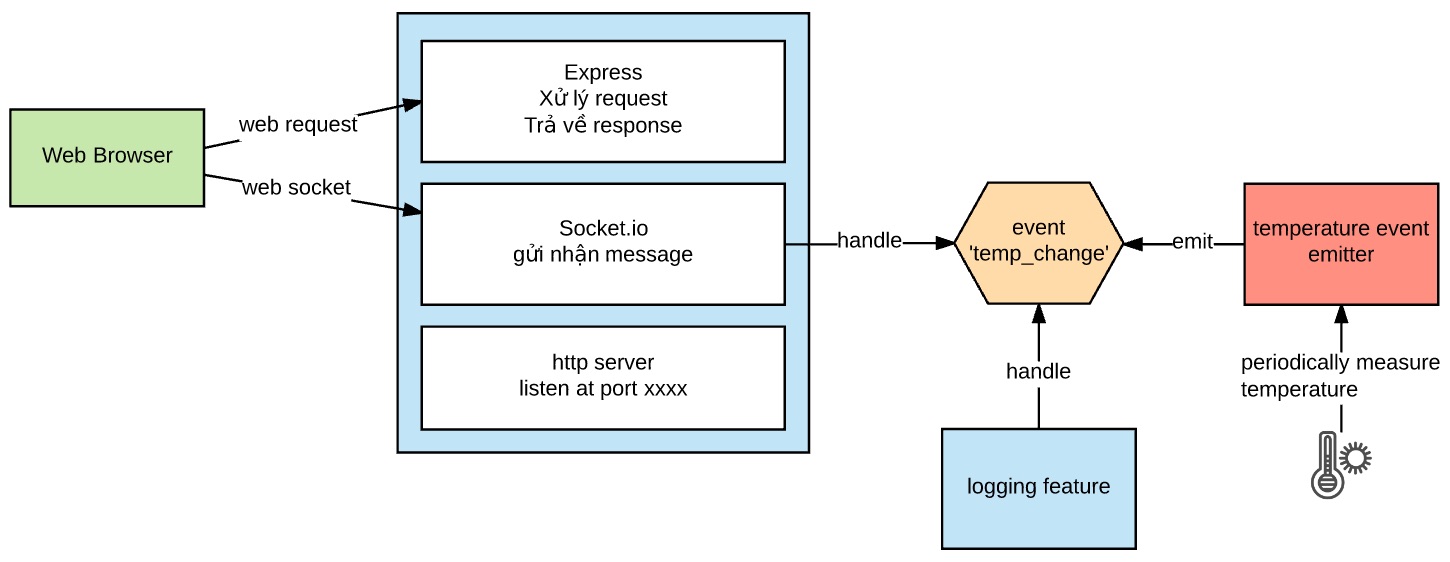 Web Browser
web request
web socket
Express
Xử lý request
Trả về response
Socket.io
gửi nhận message
http server
listen at port xxxx
handle
event
'temp_change'
emit
temperature event
emitter
handle
logging feature
periodically measure
temperature